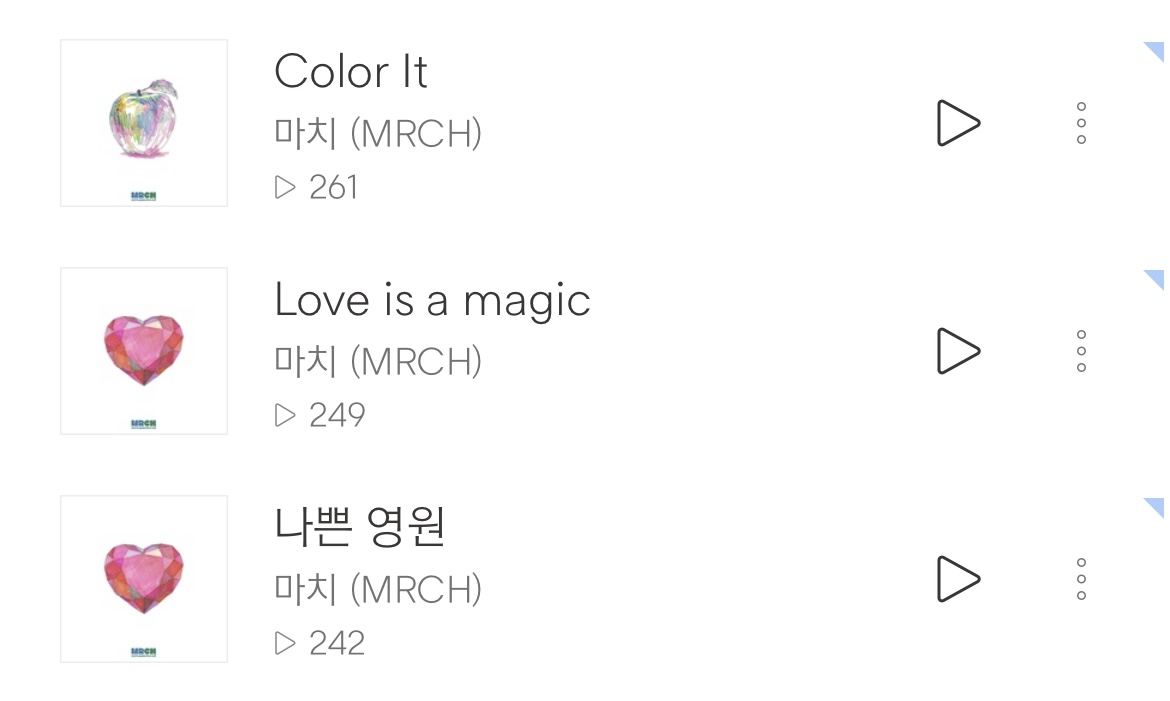 Color It
마치 (MRCH)
261
MRCH
Love is a magic
마치 (MRCH)
249
MRCH
나쁜 영원
마치 (MRCH)
242
MRCH